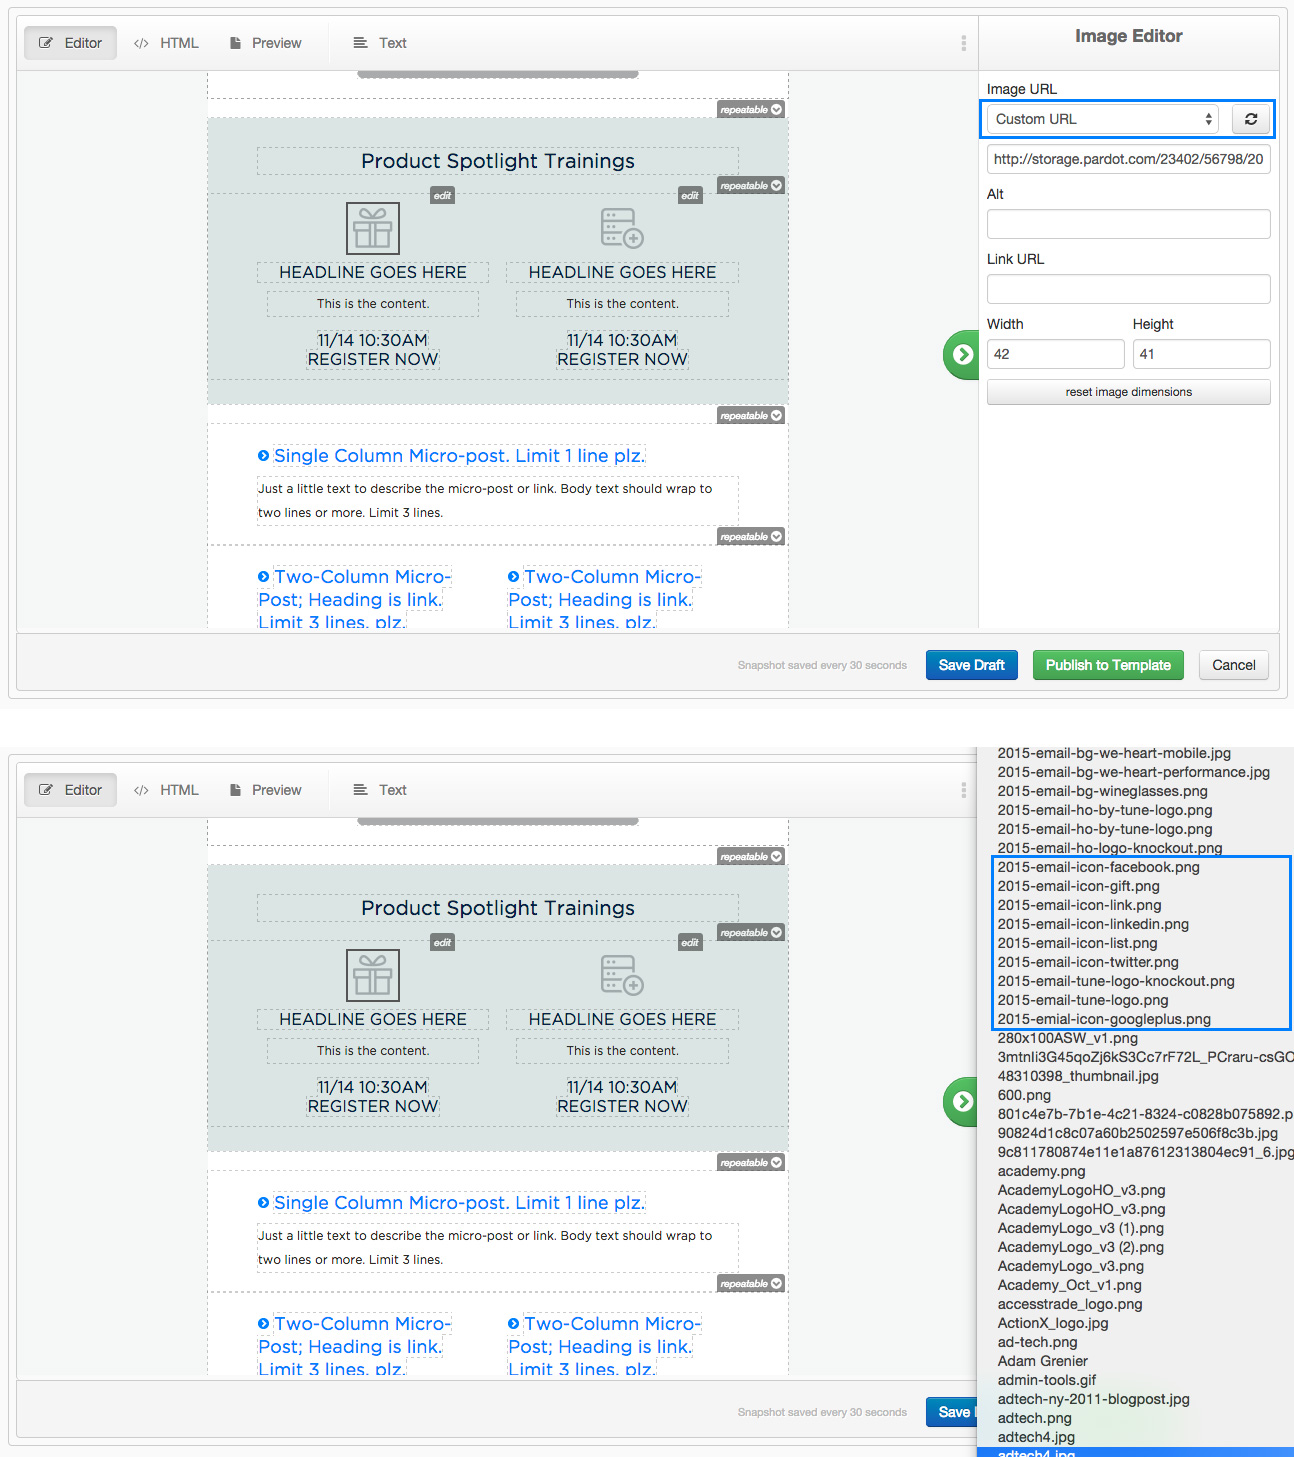 Editor
HTML
Preview
Text
Image Editor
repeatable
Product Spotlight Trainings
repeatable
edit
edit
HEADLINE GOES HERE
HEADLINE GOES HERE
This is the content.
This is the content.
11/14 10:30AM
REGISTER NOW
11/14 10:30AM
REGISTER NOW
repeatable
Single Column Micro-post. Limit 1 line plz.
Just a little text to describe the micro-post or link. Body text should wrap to
two lines or more. Limit 3 lines.
repeatable
Two-Column Micro-
Post; Heading is link.
Limit 3 lines, plz.
Two-Column Micro-
Post; Heading is link.
Limit 3 lines, plz.
Image URL
Custom URL
http://storage.pardot.com/23402/56798/20
Alt
Link URL
Width
Height
42
41
reset image dimensions
Snapshot saved every 30 seconds
Save Draft
Publish to Template
Cancel
Editor
HTML
Preview
Text
repeatable
Product Spotlight Trainings
repeatable
edit
edit
HEADLINE GOES HERE
HEADLINE GOES HERE
This is the content.
This is the content.
11/14 10:30AM
REGISTER NOW
11/14 10:30AM
REGISTER NOW
repeatable
Single Column Micro-post. Limit 1 line plz.
Just a little text to describe the micro-post or link. Body text should wrap to
two lines or more. Limit 3 lines.
repeatable
Two-Column Micro-
Post; Heading is link.
Limit 3 lines, plz.
Two-Column Micro-
Post; Heading is link.
Limit 3 lines, plz.
Snapshot saved every 30 seconds
Save
2015-email-bg-we-heart-mobile.jpg
2015-email-bg-we-heart-performance.jpg
2015-email-bg-wineglasses.png
2015-email-ho-by-tune-logo.png
2015-email-ho-by-tune-logo.png
2015-email-ho-logo-knockout.png
2015-email-icon-facebook.png
2015-email-icon-gift.png
2015-email-icon-link.png
2015-email-icon-linkedin.png
2015-email-icon-list.png
2015-email-icon-twitter.png
2015-email-tune-logo-knockout.png
2015-email-tune-logo.png
2015-emial-icon-googleplus.png
280x100ASW_v1.png
3mtnli3G45qoZj6kS3Cc7rF72L_PCraru-csGO
48310398_thumbnail.jpg
600.png
801c4e7b-7b1e-4c21-8324-c0828b075892.p
90824d1c8c07a60b2502597e506f8c3b.jpg
9c811780874e11e1a87612313804ec91_6.jpg
academy.png
AcademyLogoHO_v3.png
AcademyLogoHO_v3.png
AcademyLogo_v3 (1).png
AcademyLogo_v3 (2).png
AcademyLogo_v3.png
Academy_Oct_v1.png
accesstrade_logo.png
ActionX_logo.jpg
ad-tech.png
Adam Grenier
admin-tools.gif
adtech-ny-2011-blogpost.jpg
adtech.png
adtech4.jpg
adtech4.jpg